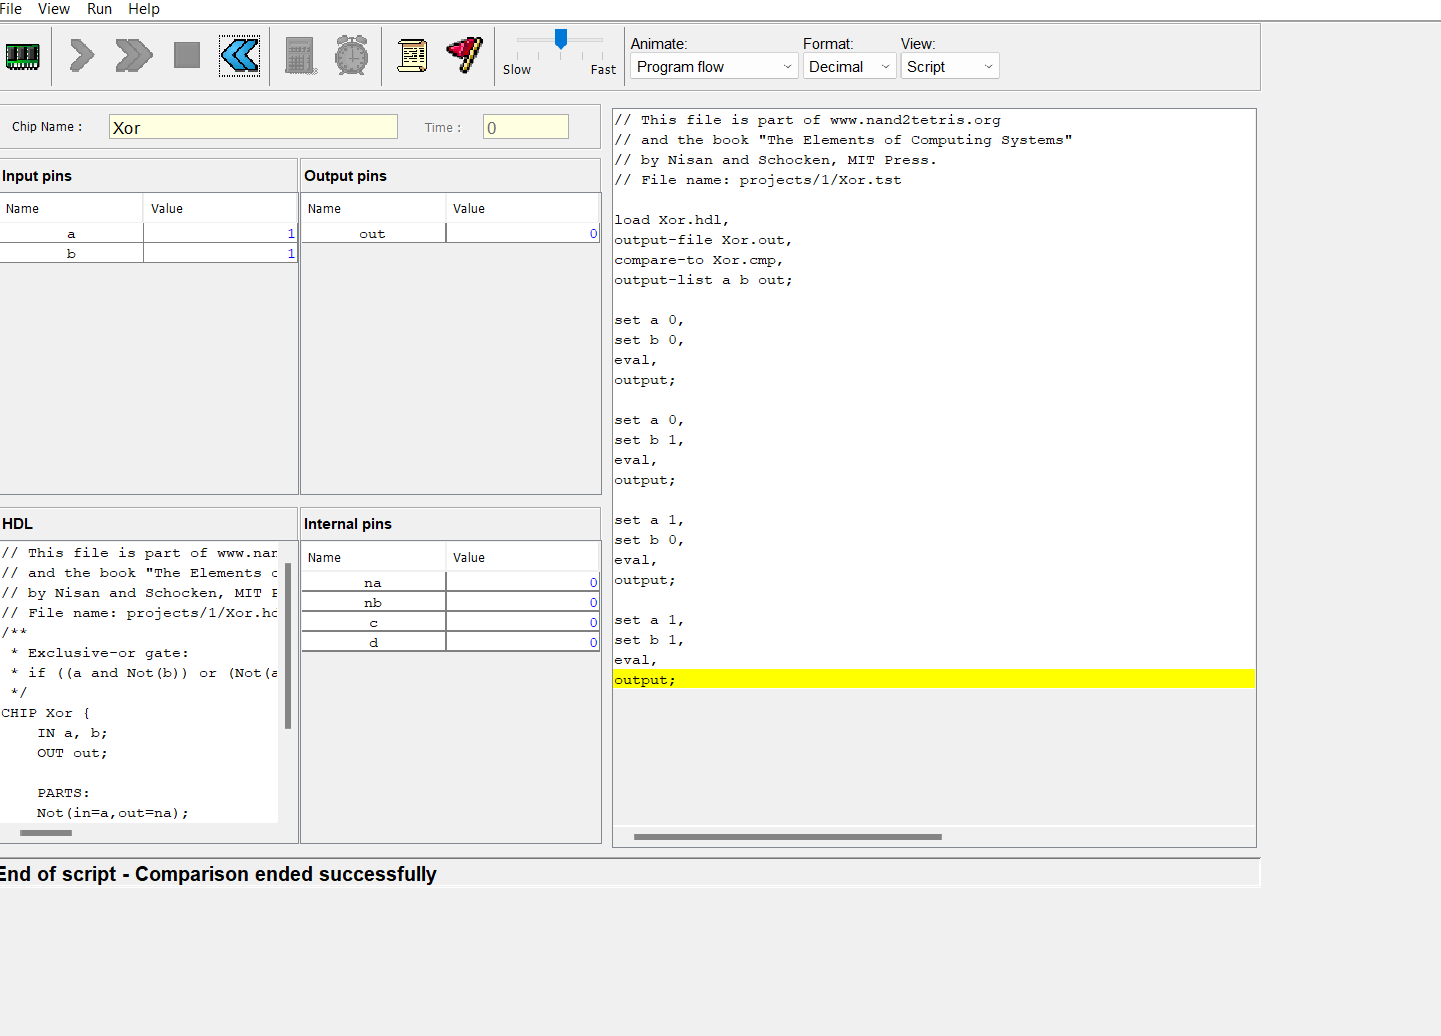 File View Run Help
Slow Fast
Animate: Format: View:
Program flow Decimal Script
Chip Name : Xor Time : 0
Input pins
Name Value
a 1
b 1
Output pins
Name Value
out 0
HDL
// This file is part of www.nan
// and the book "The Elements o
// by Nisan and Schocken, MIT P
// File name: projects/1/Xor.hd
/**
* Exclusive-or gate:
* if ((a and Not(b)) or (Not(a
*/
CHIP Xor {
IN a, b;
OUT out;
PARTS:
Not(in=a,out=na);
Internal pins
Name Value
na 0
nb 0
c 0
d 0
// This file is part of www.nand2tetris.org
// and the book "The Elements of Computing Systems"
// by Nisan and Schocken, MIT Press.
// File name: projects/1/Xor.tst
load Xor.hdl,
output-file Xor.out,
compare-to Xor.cmp,
output-list a b out;
set a 0,
set b 0,
eval,
output;
set a 0,
set b 1,
eval,
output;
set a 1,
set b 0,
eval,
output;
set a 1,
set b 1,
eval,
output;
End of script - Comparison ended successfully